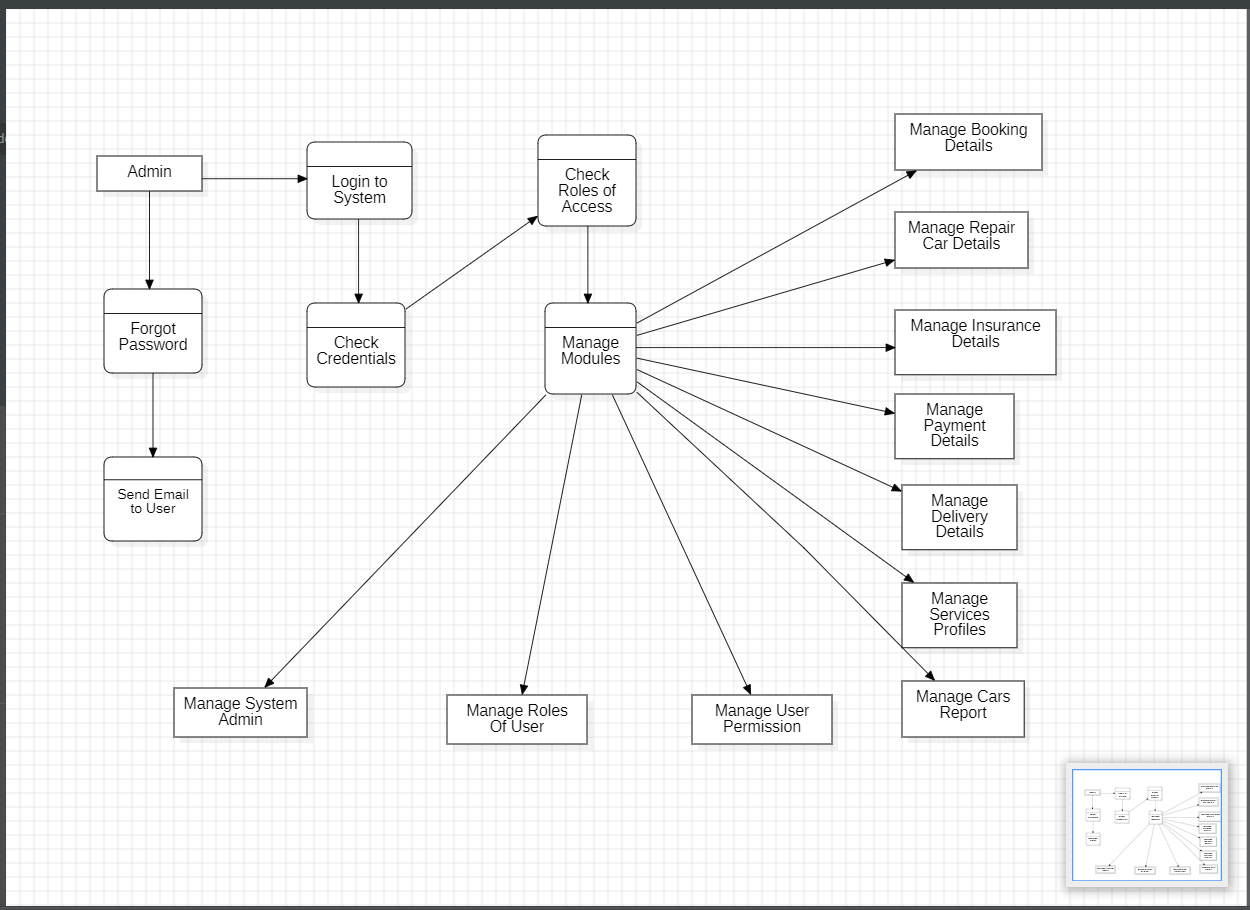 Admin
Login to
System
Check
Roles of
Access
Manage Booking
Details
Manage Repair
Car Details
Forgot
Password
Check
Credentials
Manage
Modules
Manage Insurance
Details
Manage
Payment
Details
Send Email
to User
Manage
Delivery
Details
Manage
Services
Profiles
Manage System
Admin
Manage Roles
Of User
Manage User
Permission
Manage Cars
Report